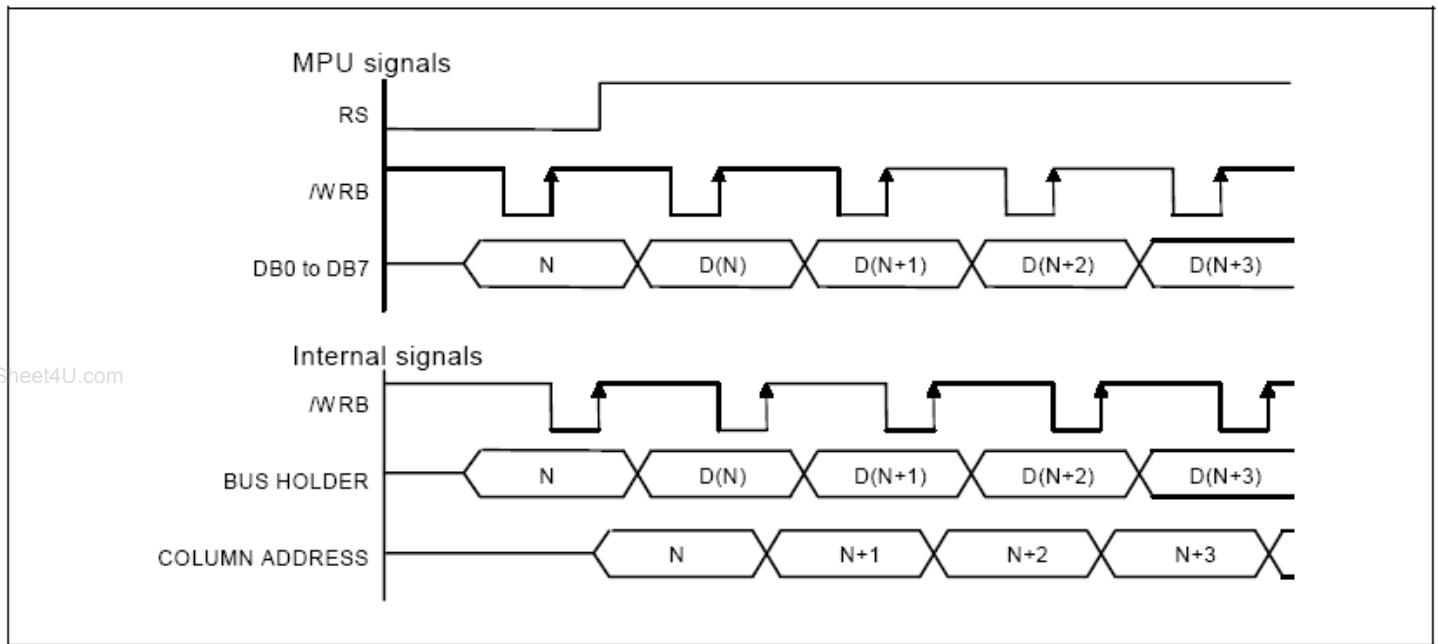 MPU signals
RS
/WRB
DB0 to DB7 N D(N) D(N+1) D(N+2) D(N+3)
Internal signals
heet4U.com
/WRB
BUS HOLDER N D(N) D(N+1) D(N+2) D(N+3)
COLUMN ADDRESS N N+1 N+2 N+3